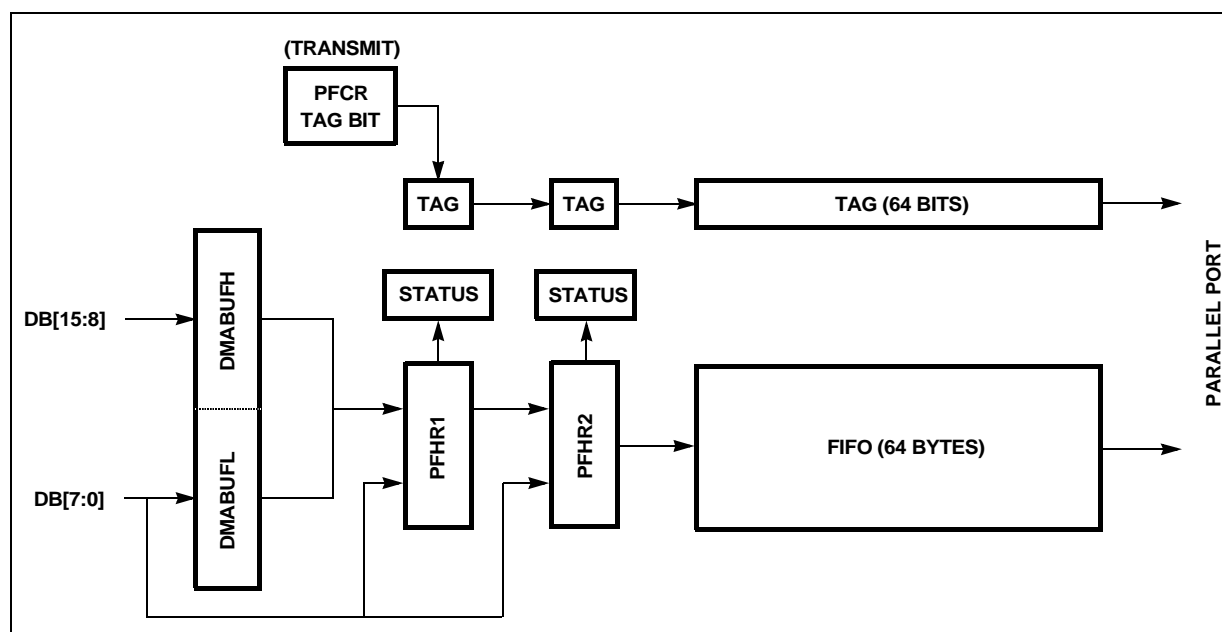 (TRANSMIT)
PFCR
TAG BIT
TAG
TAG
TAG (64 BITS)
DMABUFH
STATUS
STATUS
DB[15:8]
PARALLEL PORT
DMABUFL
PFHR1
PFHR2
FIFO (64 BYTES)
DB[7:0]